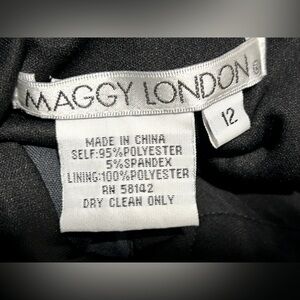 MAGGY LONDON®
12
MADE IN CHINA
SELF:95%POLYESTER
5%SPANDEX
LINING:100%POLYESTER
RN 58142
DRY CLEAN ONLY